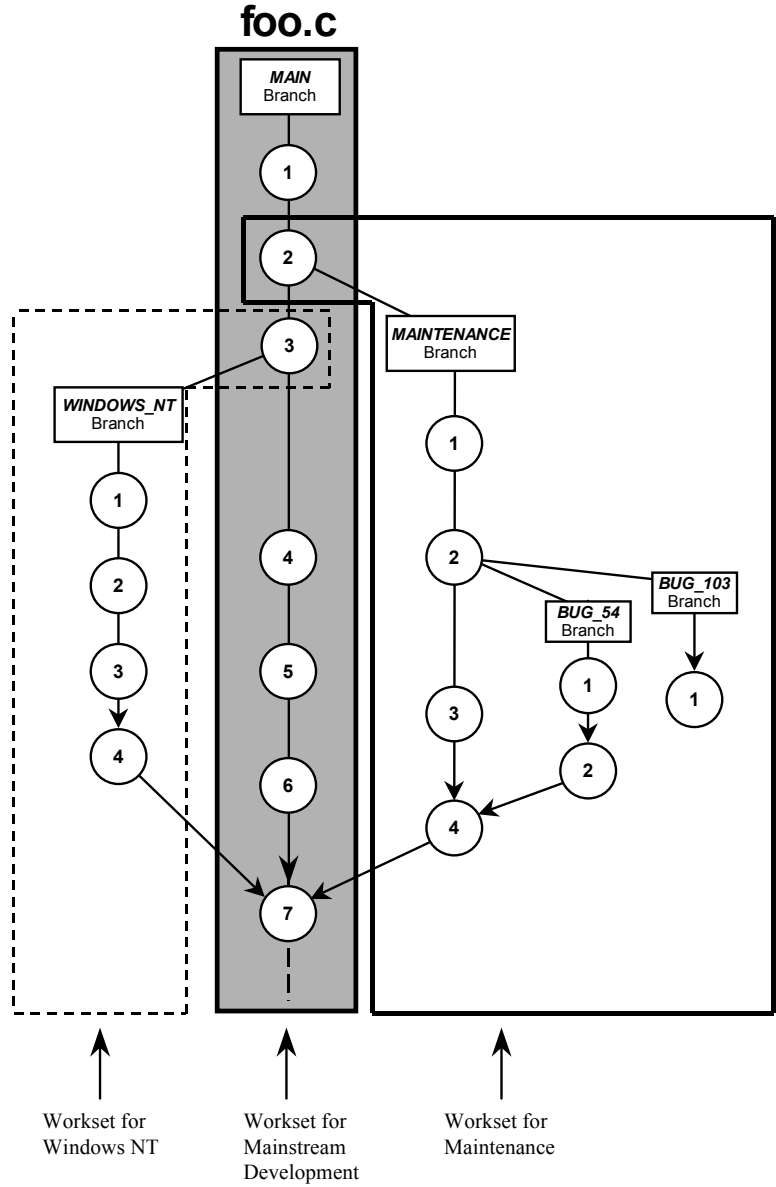 foo.c
MAIN
Branch
1
2
3
MAINTENANCE
Branch
WINDOWS_NT
Branch
1
1
2
4
2
BUG_103
Branch
BUG_54
Branch
3
5
1
1
3
4
6
2
4
7
Workset for
Windows NT
Workset for
Mainstream
Development
Workset for
Maintenance